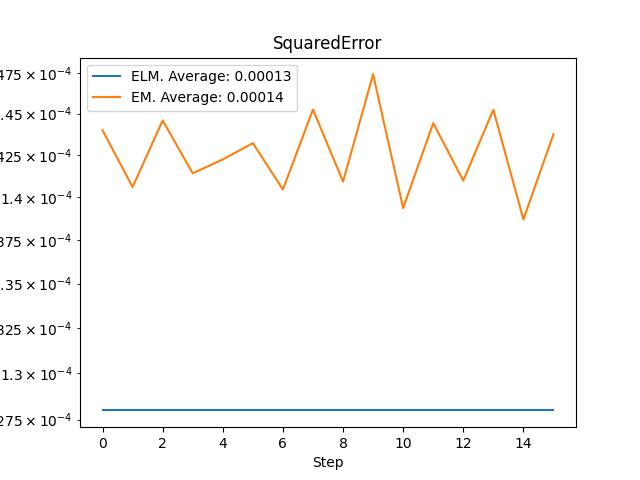 SquaredError
ELM. Average: 0.00013
EM. Average: 0.00014
475 × 10⁻⁴
.45 × 10⁻⁴
425 × 10⁻⁴
1.4 × 10⁻⁴
375 × 10⁻⁴
.35 × 10⁻⁴
325 × 10⁻⁴
1.3 × 10⁻⁴
275 × 10⁻⁴
0 2 4 6 8 10 12 14
Step